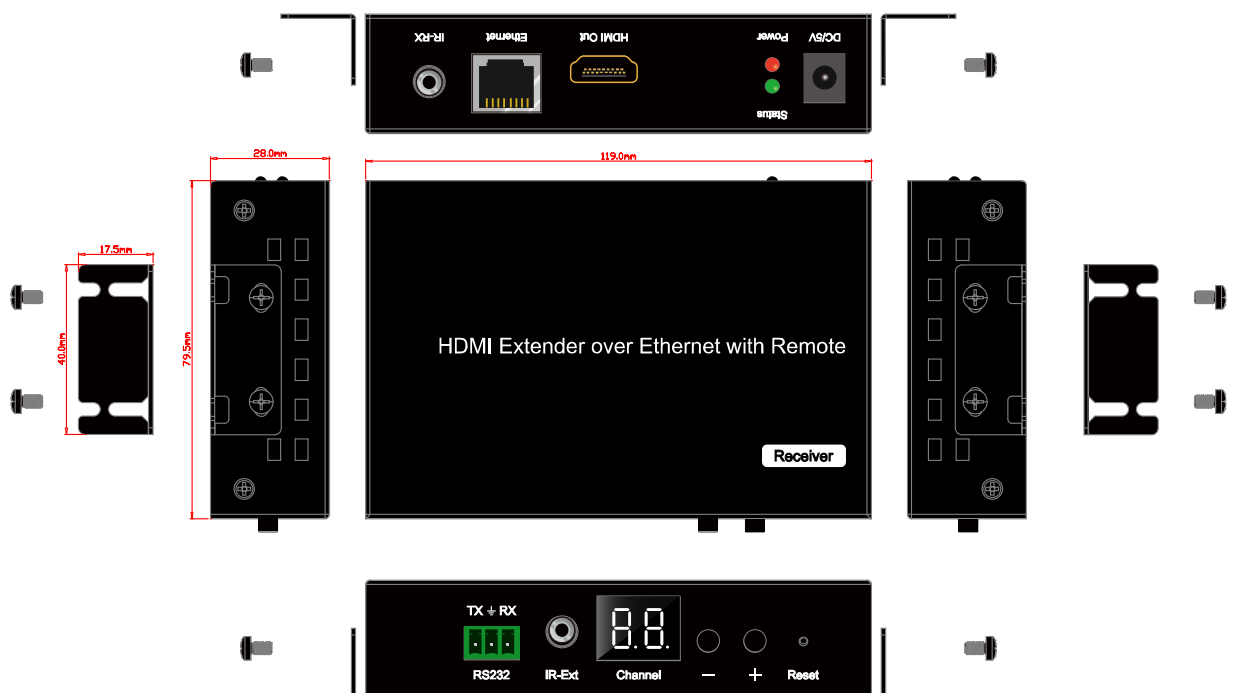 IR-RX
Ethernet
HDMI Out
Power
DC/5V
Status
28.0mm
119.0mm
17.5mm
40.0mm
79.5mm
HDMI Extender over Ethernet with Remote
Receiver
TX ⏚ RX
8.8.
RS232
IR-Ext
Channel
−
+
Reset